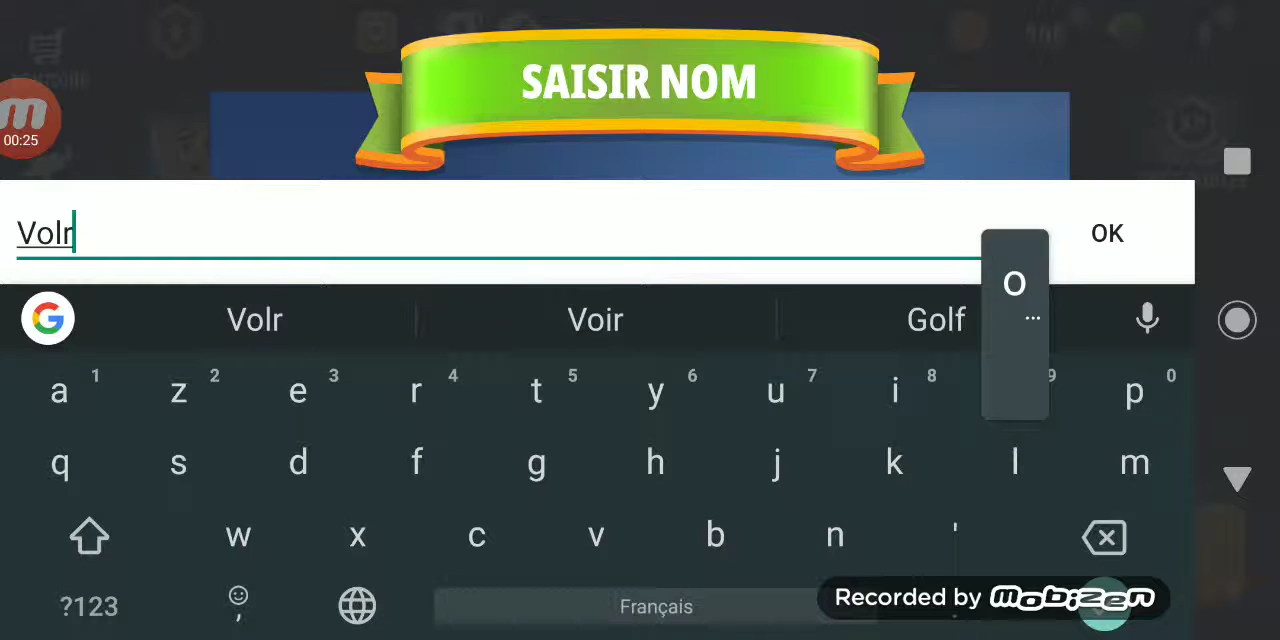 SAISIR NOM
00:25
Volr
OK
Volr Voir Golf
o
...
a 1 z 2 e 3 r 4 t 5 y 6 u 7 i 8 9 p 0
q s d f g h j k l m
w x c v b n '
?123 , Français
Recorded by mobizen